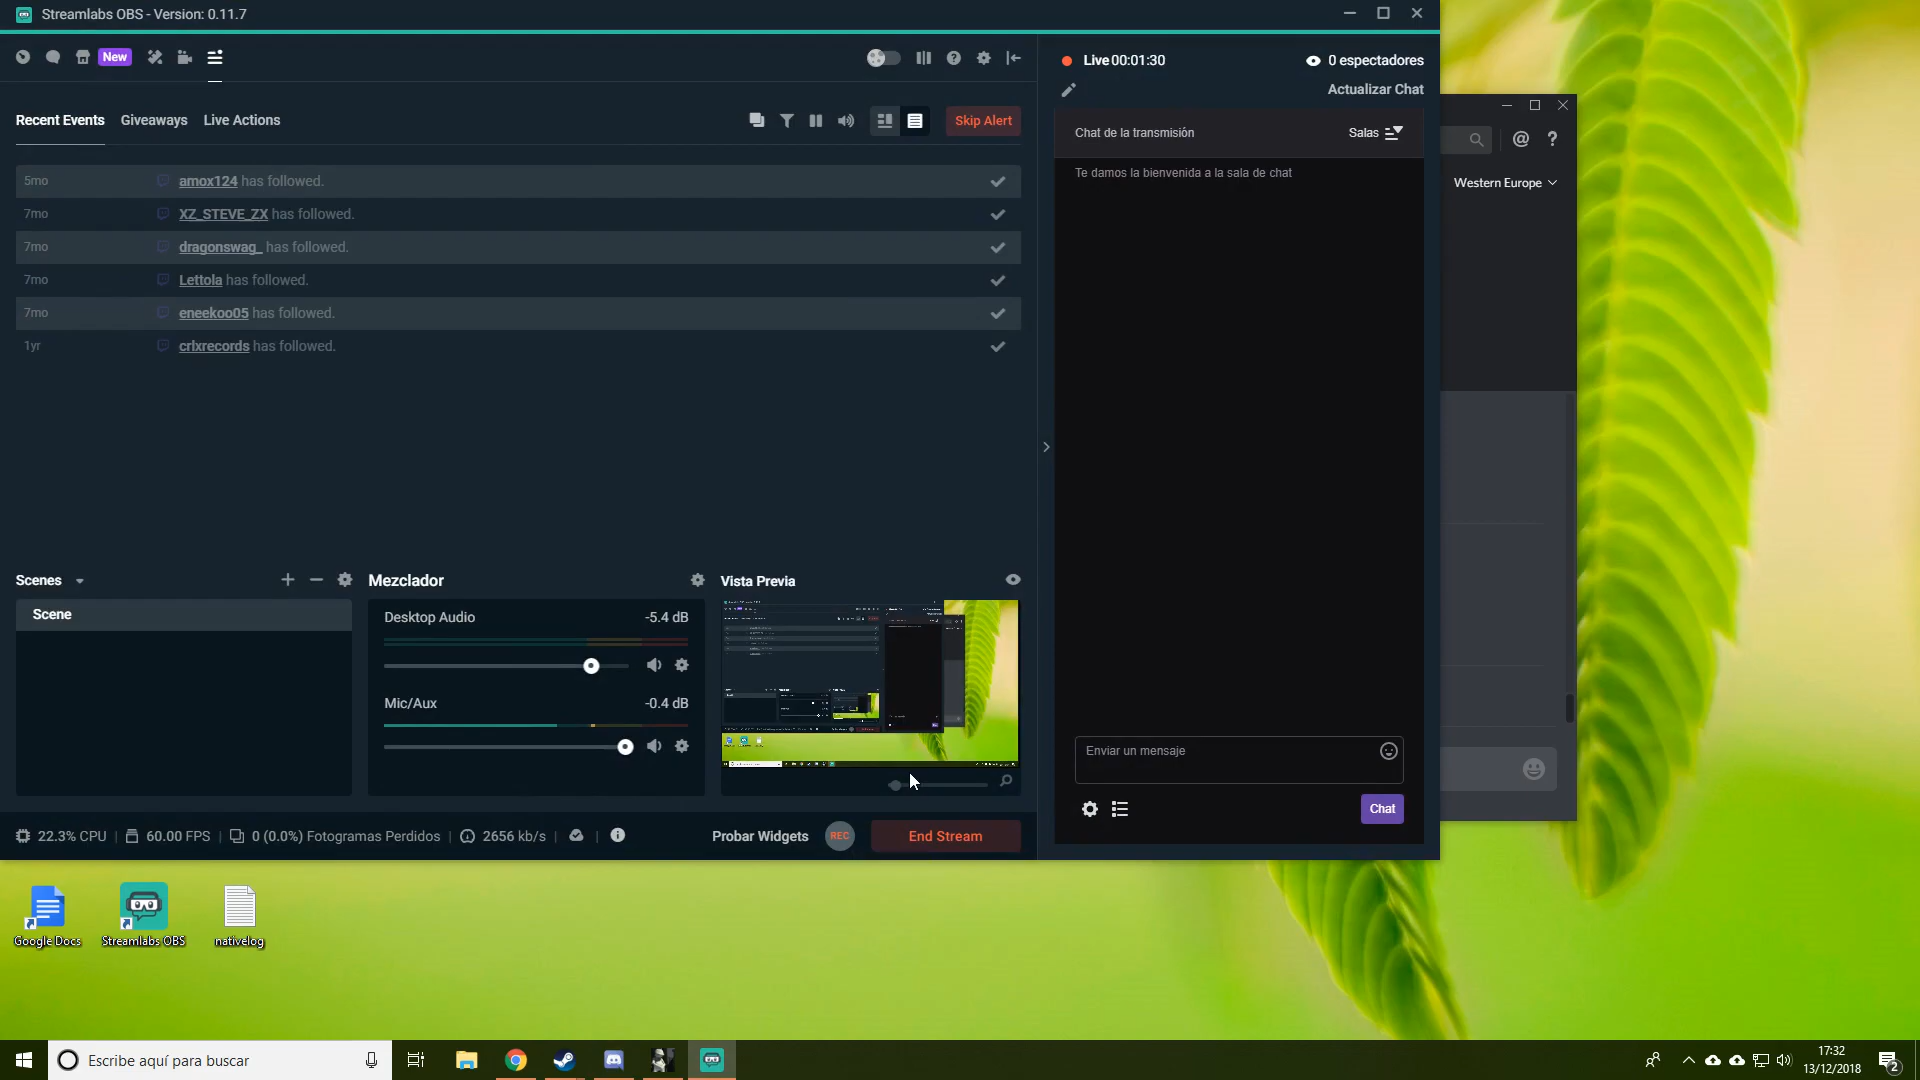 Streamlabs OBS - Version: 0.11.7
New
Recent Events
Giveaways
Live Actions
Skip Alert
5mo amox124 has followed.
7mo XZ_STEVE_ZX has followed.
7mo dragonswag_ has followed.
7mo Lettola has followed.
7mo eneekoo05 has followed.
1yr crlxrecords has followed.
Scenes
Scene
Mezclador
Desktop Audio -5.4 dB
Mic/Aux -0.4 dB
Vista Previa
22.3% CPU | 60.00 FPS | 0 (0.0%) Fotogramas Perdidos | 2656 kb/s
Probar Widgets
REC
End Stream
Live 00:01:30
0 espectadores
Actualizar Chat
Chat de la transmisión
Salas
Te damos la bienvenida a la sala de chat
Enviar un mensaje
Chat
Western Europe
Google Docs
Streamlabs OBS
nativelog
Escribe aquí para buscar
17:32
13/12/2018
2